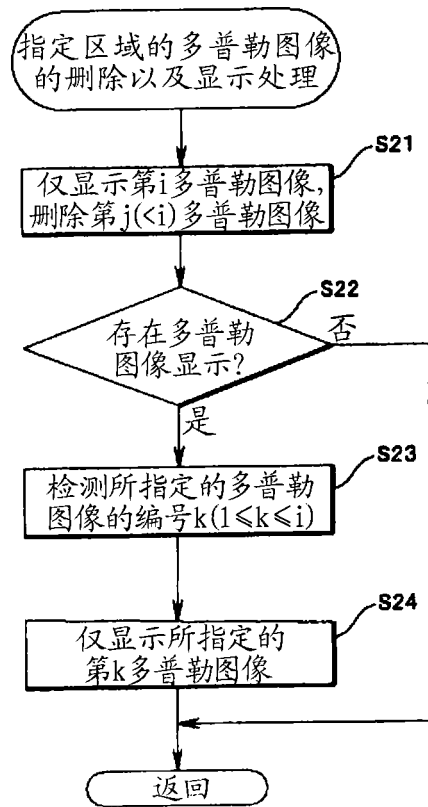 指定区域的多普勒图像
的删除以及显示处理
S21
仅显示第i多普勒图像,
删除第j(<i)多普勒图像
S22
存在多普勒
图像显示?
否
是
S23
检测所指定的多普勒
图像的编号k(1≤k≤i)
S24
仅显示所指定的
第k多普勒图像
返回